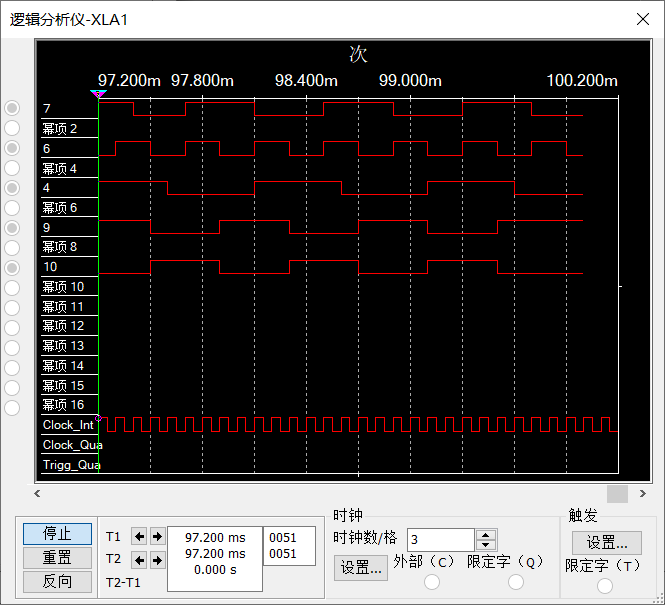 逻辑分析仪-XLA1
次
97.200m 97.800m 98.400m 99.000m 100.200m
7
幂项 2
6
幂项 4
4
幂项 6
9
幂项 8
10
幂项 10
幂项 11
幂项 12
幂项 13
幂项 14
幂项 15
幂项 16
Clock_Int
Clock_Qua
Trigg_Qua
停止
重置
反向
T1
T2
T2-T1
97.200 ms 0051
97.200 ms 0051
0.000 s
时钟
时钟数/格 3
设置... 外部（C） 限定字（Q）
触发
设置...
限定字（T）